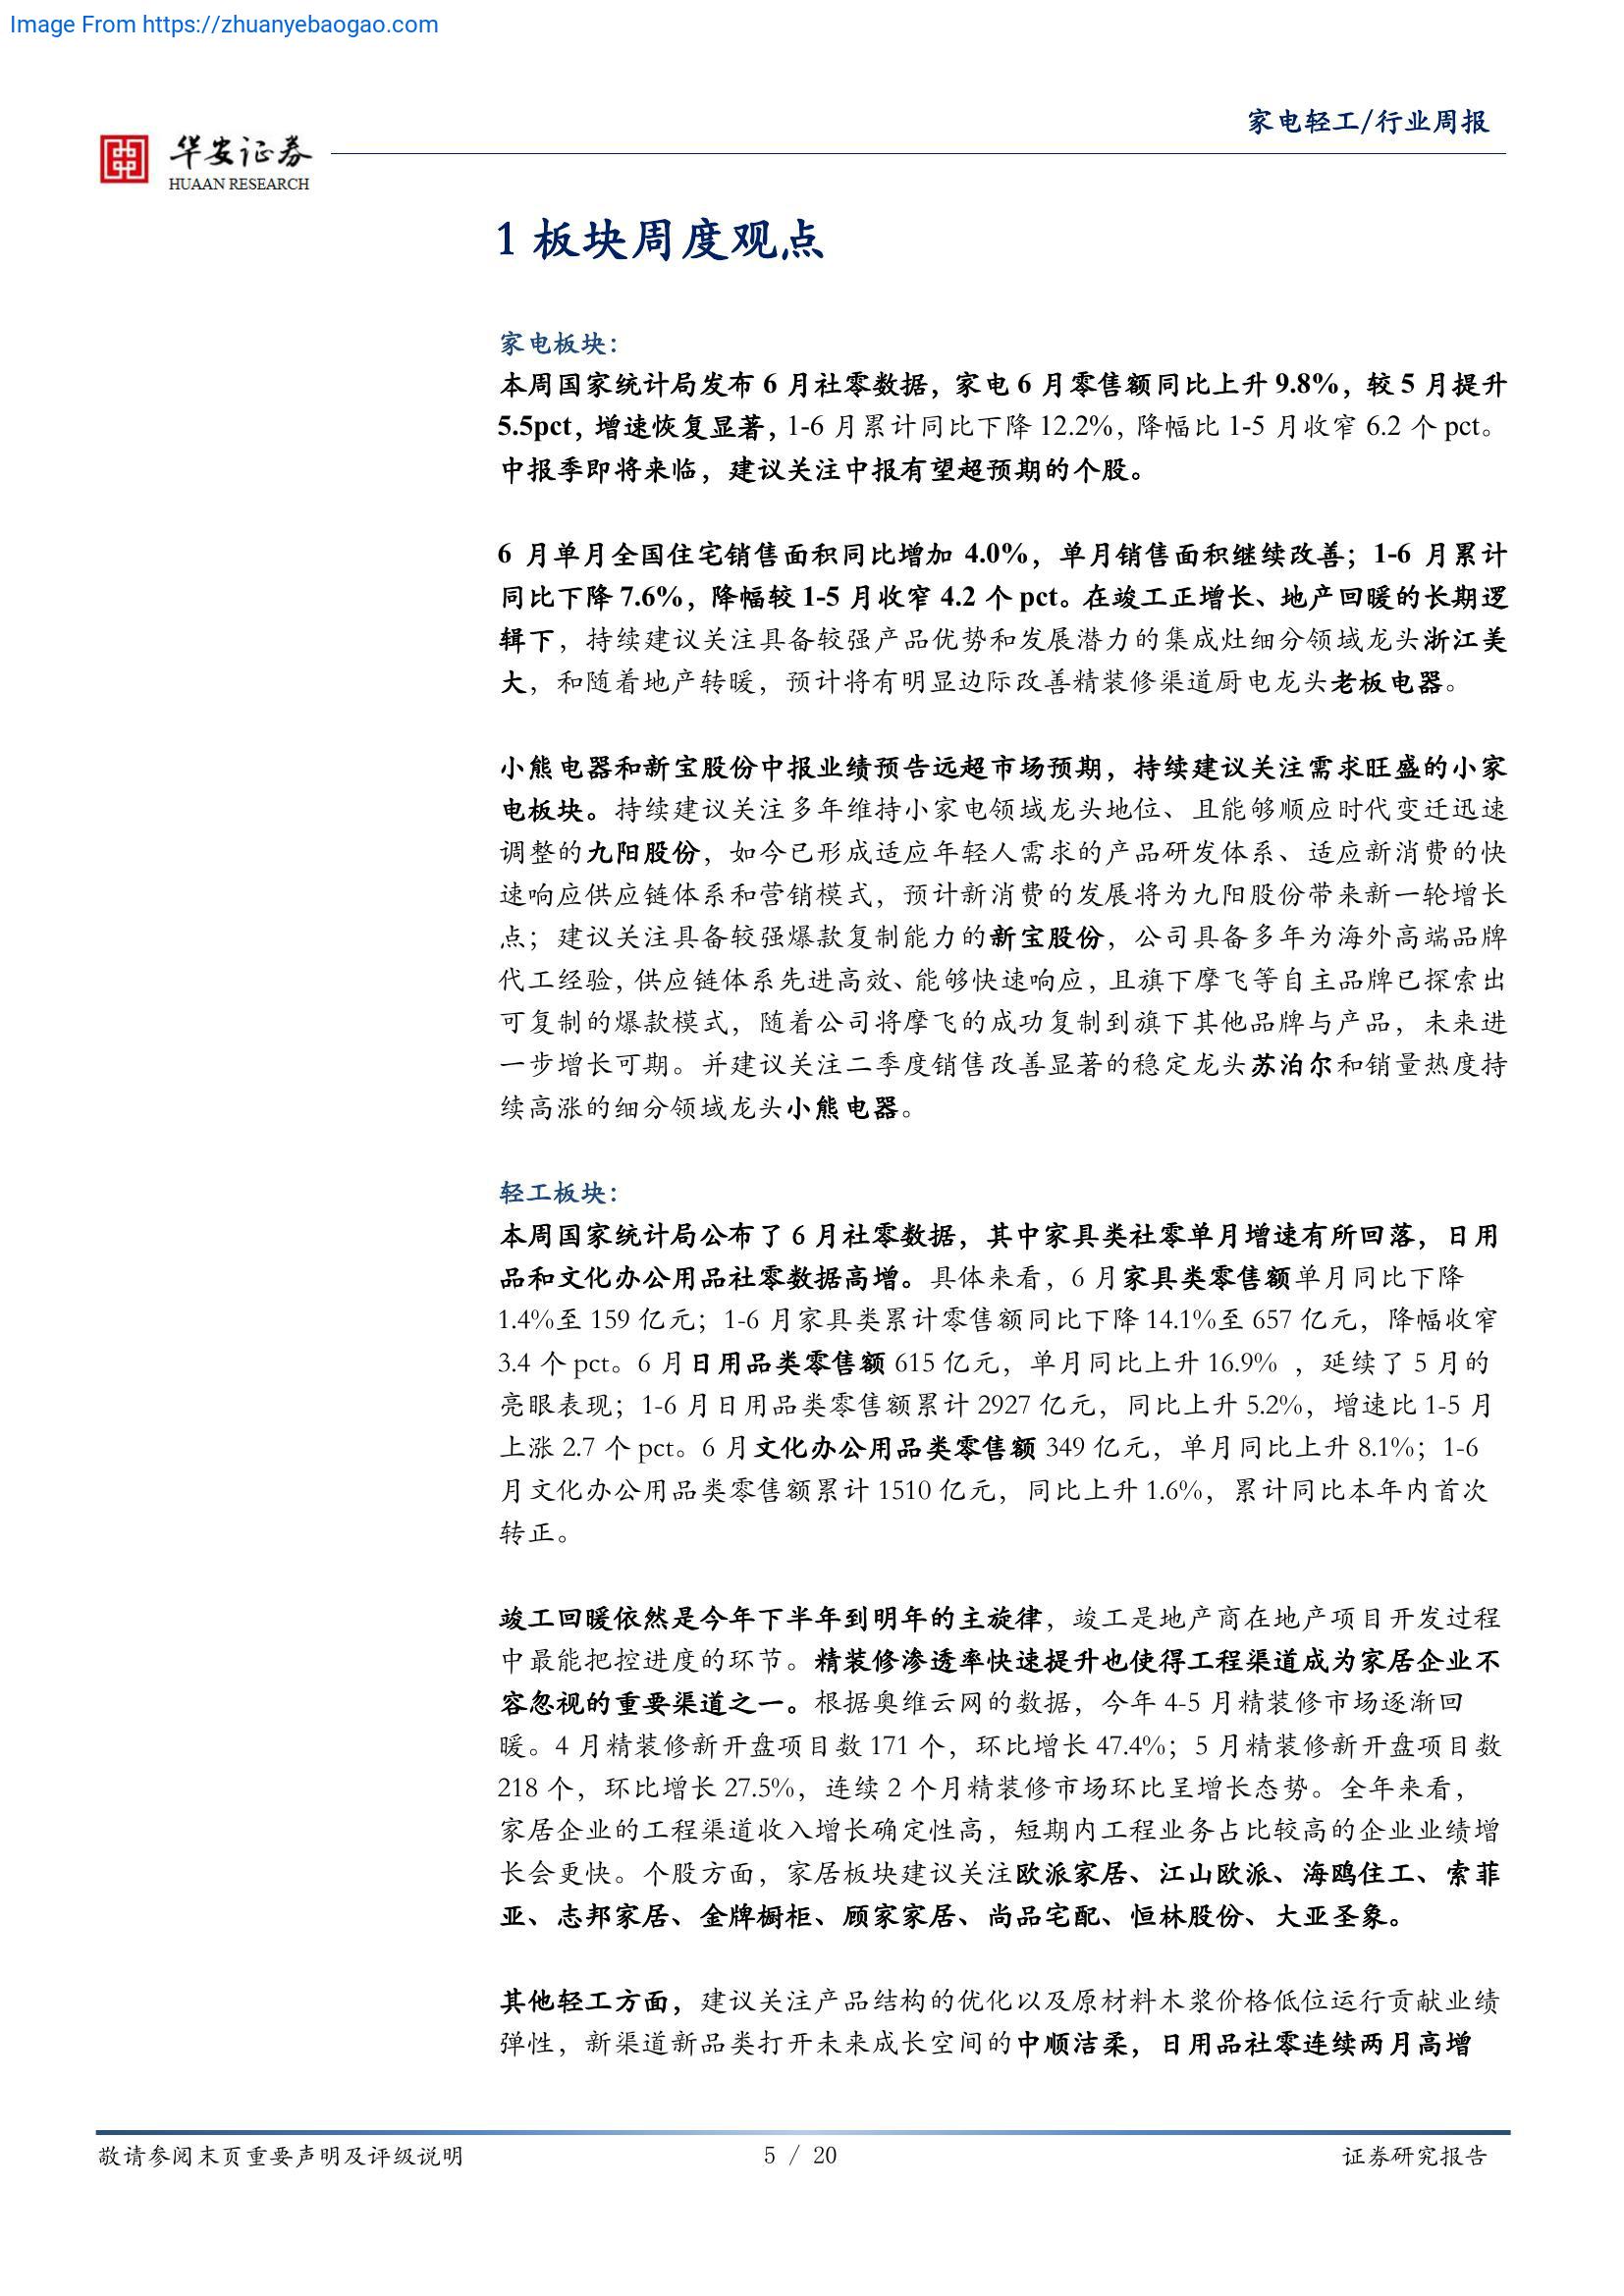 Image From https://zhuanyebaogao.com
家电轻工/行业周报
华安证券
HUAAN RESEARCH
1 板块周度观点
家电板块：
本周国家统计局发布 6 月社零数据，家电 6 月零售额同比上升 9.8%，较 5 月提升
5.5pct，增速恢复显著，1-6 月累计同比下降 12.2%，降幅比 1-5 月收窄 6.2 个 pct。
中报季即将来临，建议关注中报有望超预期的个股。
6 月单月全国住宅销售面积同比增加 4.0%，单月销售面积继续改善；1-6 月累计
同比下降 7.6%，降幅较 1-5 月收窄 4.2 个 pct。在竣工正增长、地产回暖的长期逻
辑下，持续建议关注具备较强产品优势和发展潜力的集成灶细分领域龙头浙江美
大，和随着地产转暖，预计将有明显边际改善精装修渠道厨电龙头老板电器。
小熊电器和新宝股份中报业绩预告远超市场预期，持续建议关注需求旺盛的小家
电板块。持续建议关注多年维持小家电领域龙头地位、且能够顺应时代变迁迅速
调整的九阳股份，如今已形成适应年轻人需求的产品研发体系、适应新消费的快
速响应供应链体系和营销模式，预计新消费的发展将为九阳股份带来新一轮增长
点；建议关注具备较强爆款复制能力的新宝股份，公司具备多年为海外高端品牌
代工经验，供应链体系先进高效、能够快速响应，且旗下摩飞等自主品牌已探索出
可复制的爆款模式，随着公司将摩飞的成功复制到旗下其他品牌与产品，未来进
一步增长可期。并建议关注二季度销售改善显著的稳定龙头苏泊尔和销量热度持
续高涨的细分领域龙头小熊电器。
轻工板块：
本周国家统计局公布了 6 月社零数据，其中家具类社零单月增速有所回落，日用
品和文化办公用品社零数据高增。具体来看，6 月家具类零售额单月同比下降
1.4%至 159 亿元；1-6 月家具类累计零售额同比下降 14.1%至 657 亿元，降幅收窄
3.4 个 pct。6 月日用品类零售额 615 亿元，单月同比上升 16.9% ，延续了 5 月的
亮眼表现；1-6 月日用品类零售额累计 2927 亿元，同比上升 5.2%，增速比 1-5 月
上涨 2.7 个 pct。6 月文化办公用品类零售额 349 亿元，单月同比上升 8.1%；1-6
月文化办公用品类零售额累计 1510 亿元，同比上升 1.6%，累计同比本年内首次
转正。
竣工回暖依然是今年下半年到明年的主旋律，竣工是地产商在地产项目开发过程
中最能把控进度的环节。精装修渗透率快速提升也使得工程渠道成为家居企业不
容忽视的重要渠道之一。根据奥维云网的数据，今年 4-5 月精装修市场逐渐回
暖。4 月精装修新开盘项目数 171 个，环比增长 47.4%；5 月精装修新开盘项目数
218 个，环比增长 27.5%，连续 2 个月精装修市场环比呈增长态势。全年来看，
家居企业的工程渠道收入增长确定性高，短期内工程业务占比较高的企业业绩增
长会更快。个股方面，家居板块建议关注欧派家居、江山欧派、海鸥住工、索菲
亚、志邦家居、金牌橱柜、顾家家居、尚品宅配、恒林股份、大亚圣象。
其他轻工方面，建议关注产品结构的优化以及原材料木浆价格低位运行贡献业绩
弹性，新渠道新品类打开未来成长空间的中顺洁柔，日用品社零连续两月高增
敬请参阅末页重要声明及评级说明
5 / 20
证券研究报告